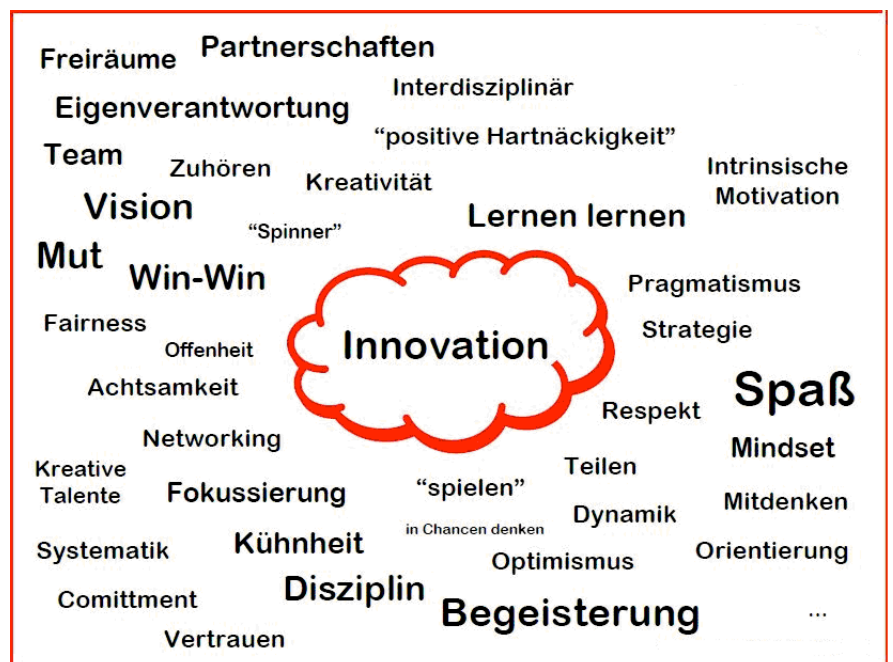 Freiräume
Partnerschaften
Interdisziplinär
Eigenverantwortung
“positive Hartnäckigkeit”
Team
Zuhören
Kreativität
Intrinsische
Motivation
Vision
“Spinner”
Lernen lernen
Mut
Win-Win
Pragmatismus
Fairness
Strategie
Offenheit
Innovation
Achtsamkeit
Spaß
Respekt
Networking
Mindset
Kreative
Talente
Teilen
Fokussierung
“spielen”
Mitdenken
Dynamik
in Chancen denken
Systematik
Kühnheit
Optimismus
Orientierung
Comittment
Disziplin
Begeisterung
...
Vertrauen